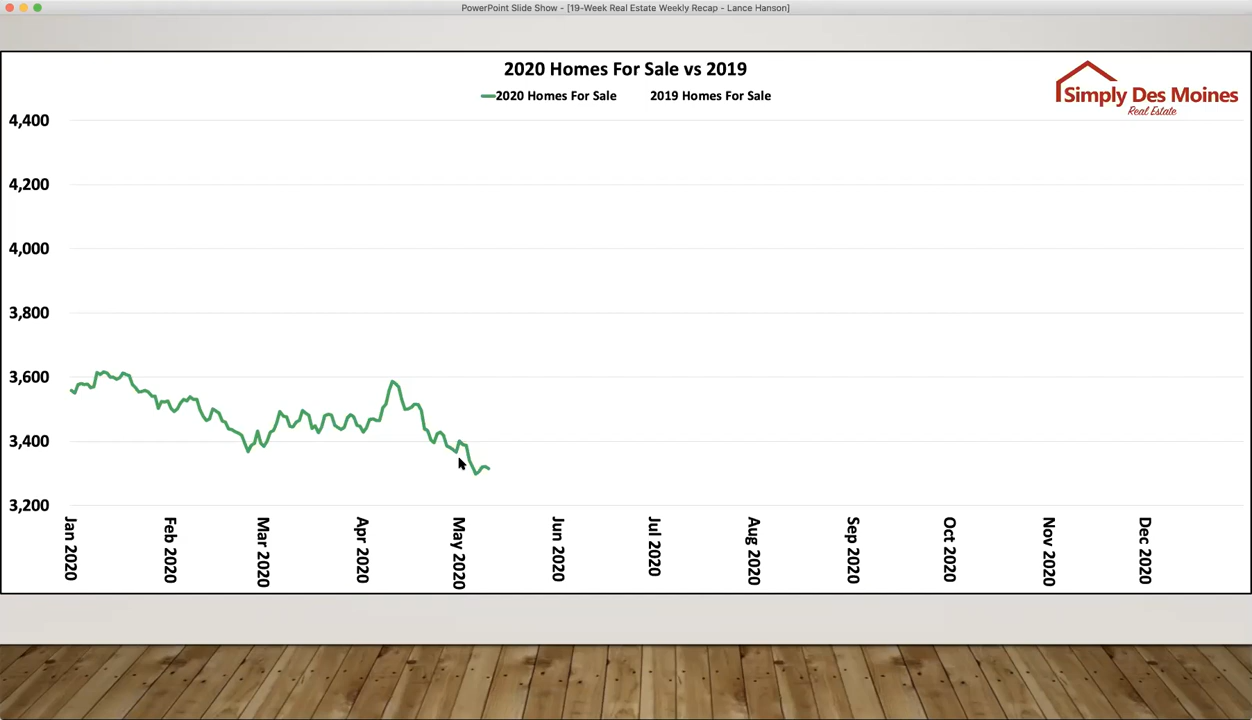 PowerPoint Slide Show - [19-Week Real Estate Weekly Recap - Lance Hanson]
2020 Homes For Sale vs 2019
2020 Homes For Sale 2019 Homes For Sale
Simply Des Moines
Real Estate
4,400
4,200
4,000
3,800
3,600
3,400
3,200
Jan 2020
Feb 2020
Mar 2020
Apr 2020
May 2020
Jun 2020
Jul 2020
Aug 2020
Sep 2020
Oct 2020
Nov 2020
Dec 2020